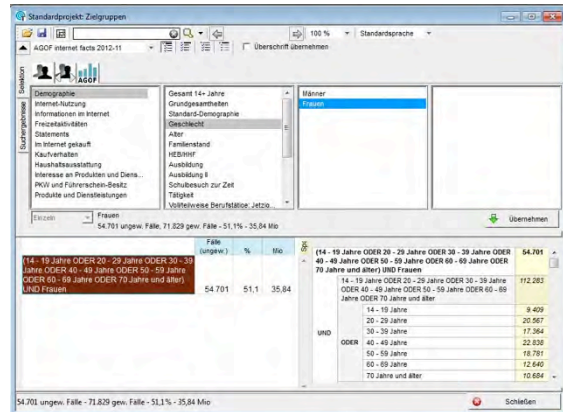 Standardprojekt: Zielgruppen
100 %
Standardsprache
AGOF internet facts 2012-11
Überschrift übernehmen
Selektion
Suchergebnisse
AGOF
Demographie
Internet-Nutzung
Informationen im Internet
Freizeitaktivitäten
Statements
Im Internet gekauft
Kaufverhalten
Haushaltsausstattung
Interesse an Produkten und Diens...
PKW und Führerschein-Besitz
Produkte und Dienstleistungen
Gesamt 14+ Jahre
Grundgesamtheiten
Standard-Demographie
Geschlecht
Alter
Familienstand
HEB/HHF
Ausbildung
Ausbildung II
Schulbesuch zur Zeit
Tätigkeit
Vollteilweise Berufstätige: Jetzig...
Männer
Frauen
Einzeln
Frauen
54.701 ungew. Fälle, 71.829 gew. Fälle - 51,1% - 35,84 Mio
Übernehmen
Fälle
(ungew.)
%
Mio
(14 - 19 Jahre ODER 20 - 29 Jahre ODER 30 - 39
Jahre ODER 40 - 49 Jahre ODER 50 - 59 Jahre
ODER 60 - 69 Jahre ODER 70 Jahre und älter)
UND Frauen
54 701
51,1
35,84
Spl.
(14 - 19 Jahre ODER 20 - 29 Jahre ODER 30 - 39 Jahre ODER
40 - 49 Jahre ODER 50 - 59 Jahre ODER 60 - 69 Jahre ODER
70 Jahre und älter) UND Frauen
54.701
14 - 19 Jahre ODER 20 - 29 Jahre ODER 30 - 39 Jahre
ODER 40 - 49 Jahre ODER 50 - 59 Jahre ODER 60 - 69
Jahre ODER 70 Jahre und älter
112.283
UND
ODER
14 - 19 Jahre
9.409
20 - 29 Jahre
20.567
30 - 39 Jahre
17.364
40 - 49 Jahre
22.838
50 - 59 Jahre
18.781
60 - 69 Jahre
12.640
70 Jahre und älter
10.684
54.701 ungew. Fälle - 71.829 gew. Fälle - 51,1% - 35,84 Mio
Schließen